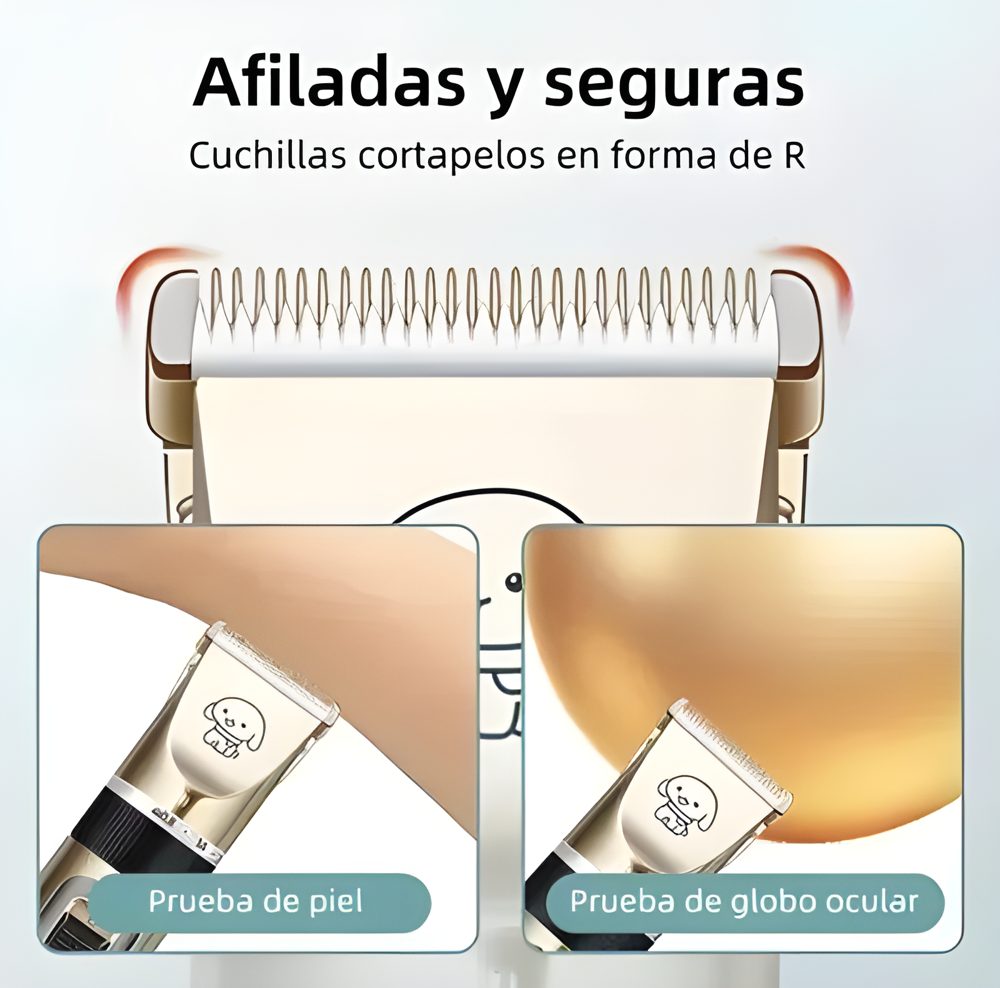 Afiladas y seguras
Cuchillas cortapelos en forma de R
Prueba de piel
Prueba de globo ocular